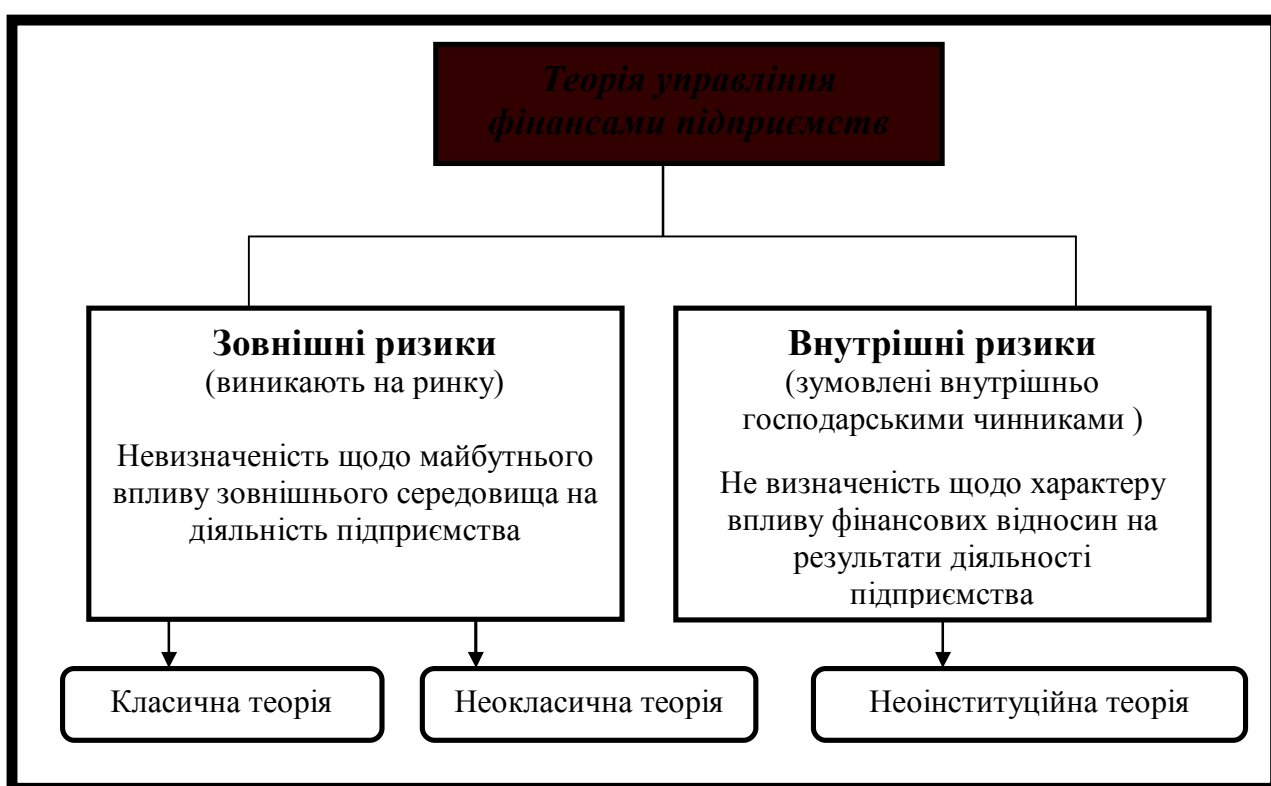 Теорія управління
фінансами підприємств
Зовнішні ризики
(виникають на ринку)
Невизначеність щодо майбутнього
впливу зовнішнього середовища на
діяльність підприємства
Внутрішні ризики
(зумовлені внутрішньо
господарськими чинниками )
Не визначеність щодо характеру
впливу фінансових відносин на
результати діяльності
підприємства
Класична теорія
Неокласична теорія
Неоінституційна теорія